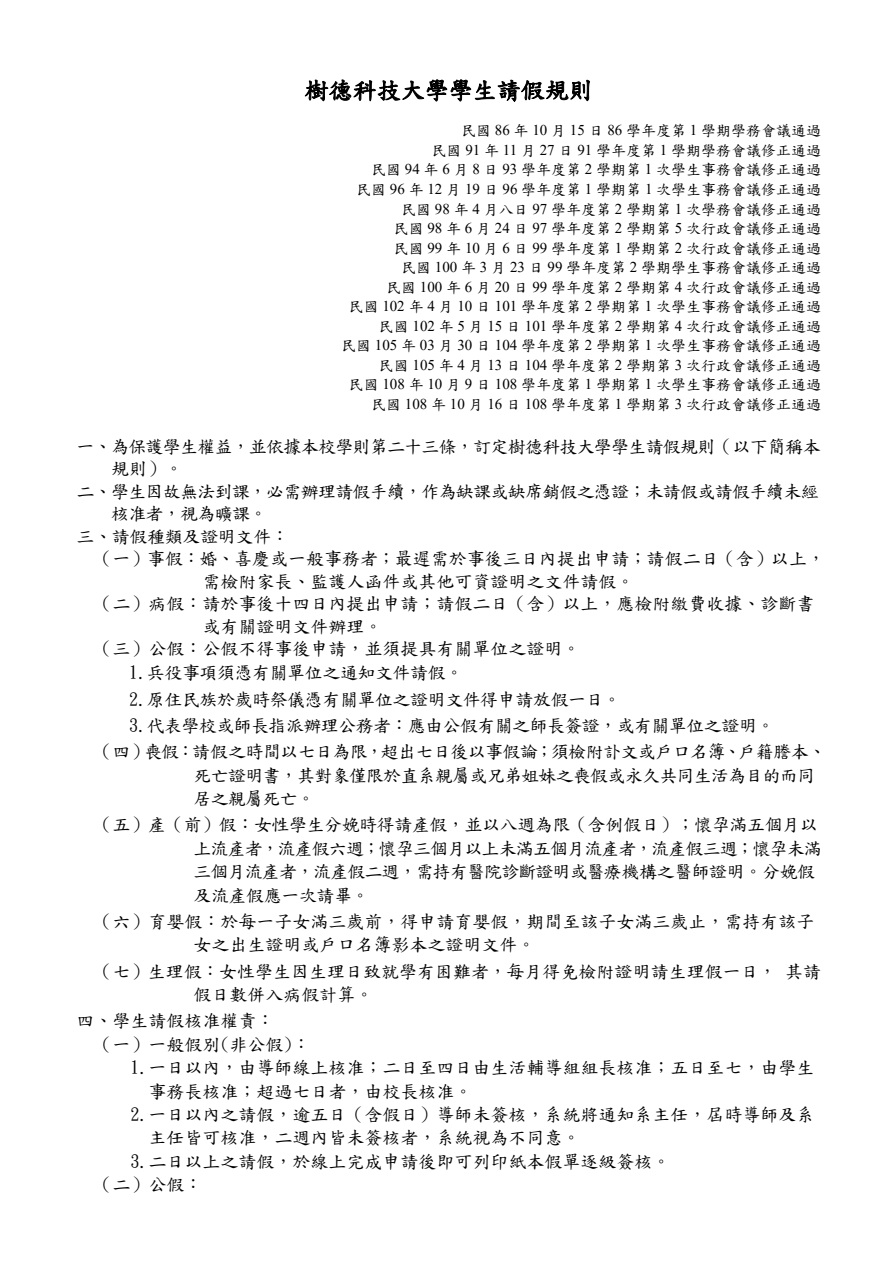 樹德科技大學學生請假規則
民國 86 年 10 月 15 日 86 學年度第 1 學期學務會議通過
民國 91 年 11 月 27 日 91 學年度第 1 學期學務會議修正通過
民國 94 年 6 月 8 日 93 學年度第 2 學期第 1 次學生事務會議修正通過
民國 96 年 12 月 19 日 96 學年度第 1 學期第 1 次學生事務會議修正通過
民國 98 年 4 月八日 97 學年度第 2 學期第 1 次學務會議修正通過
民國 98 年 6 月 24 日 97 學年度第 2 學期第 5 次行政會議修正通過
民國 99 年 10 月 6 日 99 學年度第 1 學期第 2 次行政會議修正通過
民國 100 年 3 月 23 日 99 學年度第 2 學期學生事務會議修正通過
民國 100 年 6 月 20 日 99 學年度第 2 學期第 4 次行政會議修正通過
民國 102 年 4 月 10 日 101 學年度第 2 學期第 1 次學生事務會議修正通過
民國 102 年 5 月 15 日 101 學年度第 2 學期第 4 次行政會議修正通過
民國 105 年 03 月 30 日 104 學年度第 2 學期第 1 次學生事務會議修正通過
民國 105 年 4 月 13 日 104 學年度第 2 學期第 3 次行政會議修正通過
民國 108 年 10 月 9 日 108 學年度第 1 學期第 1 次學生事務會議修正通過
民國 108 年 10 月 16 日 108 學年度第 1 學期第 3 次行政會議修正通過
一、為保護學生權益，並依據本校學則第二十三條，訂定樹德科技大學學生請假規則（以下簡稱本
規則）。
二、學生因故無法到課，必需辦理請假手續，作為缺課或缺席銷假之憑證；未請假或請假手續未經
核准者，視為曠課。
三、請假種類及證明文件：
（一）事假：婚、喜慶或一般事務者；最遲需於事後三日內提出申請；請假二日（含）以上，
需檢附家長、監護人函件或其他可資證明之文件請假。
（二）病假：請於事後十四日內提出申請；請假二日（含）以上，應檢附繳費收據、診斷書
或有關證明文件辦理。
（三）公假：公假不得事後申請，並須提具有關單位之證明。
1.兵役事項須憑有關單位之通知文件請假。
2.原住民族於歲時祭儀憑有關單位之證明文件得申請放假一日。
3.代表學校或師長指派辦理公務者：應由公假有關之師長簽證，或有關單位之證明。
（四）喪假：請假之時間以七日為限，超出七日後以事假論；須檢附訃文或戶口名簿、戶籍謄本、
死亡證明書，其對象僅限於直系親屬或兄弟姐妹之喪假或永久共同生活為目的而同
居之親屬死亡。
（五）產（前）假：女性學生分娩時得請產假，並以八週為限（含例假日）；懷孕滿五個月以
上流產者，流產假六週；懷孕三個月以上未滿五個月流產者，流產假三週；懷孕未滿
三個月流產者，流產假二週，需持有醫院診斷證明或醫療機構之醫師證明。分娩假
及流產假應一次請畢。
（六）育嬰假：於每一子女滿三歲前，得申請育嬰假，期間至該子女滿三歲止，需持有該子
女之出生證明或戶口名簿影本之證明文件。
（七）生理假：女性學生因生理日致就學有困難者，每月得免檢附證明請生理假一日， 其請
假日數併入病假計算。
四、學生請假核准權責：
（一）一般假別(非公假)：
1.一日以內，由導師線上核准；二日至四日由生活輔導組組長核准；五日至七，由學生
事務長核准；超過七日者，由校長核准。
2.一日以內之請假，逾五日（含假日）導師未簽核，系統將通知系主任，屆時導師及系
主任皆可核准，二週內皆未簽核者，系統視為不同意。
3.二日以上之請假，於線上完成申請後即可列印紙本假單逐級簽核。
（二）公假：